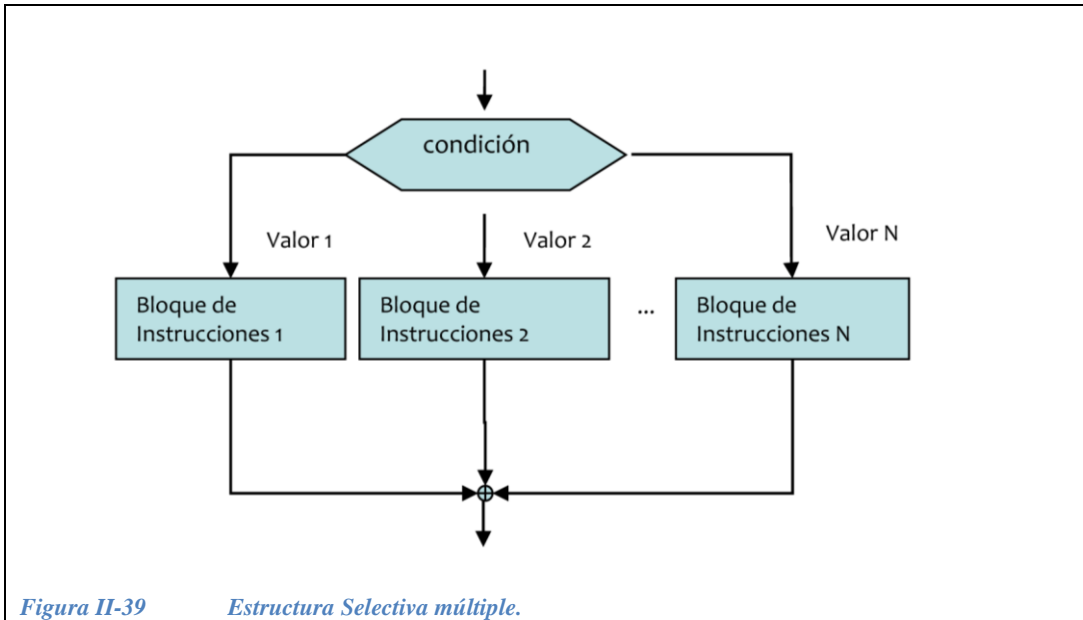 condición
Valor 1
Valor 2
Valor N
Bloque de
Instrucciones 1
Bloque de
Instrucciones 2
...
Bloque de
Instrucciones N
Figura II-39 Estructura Selectiva múltiple.